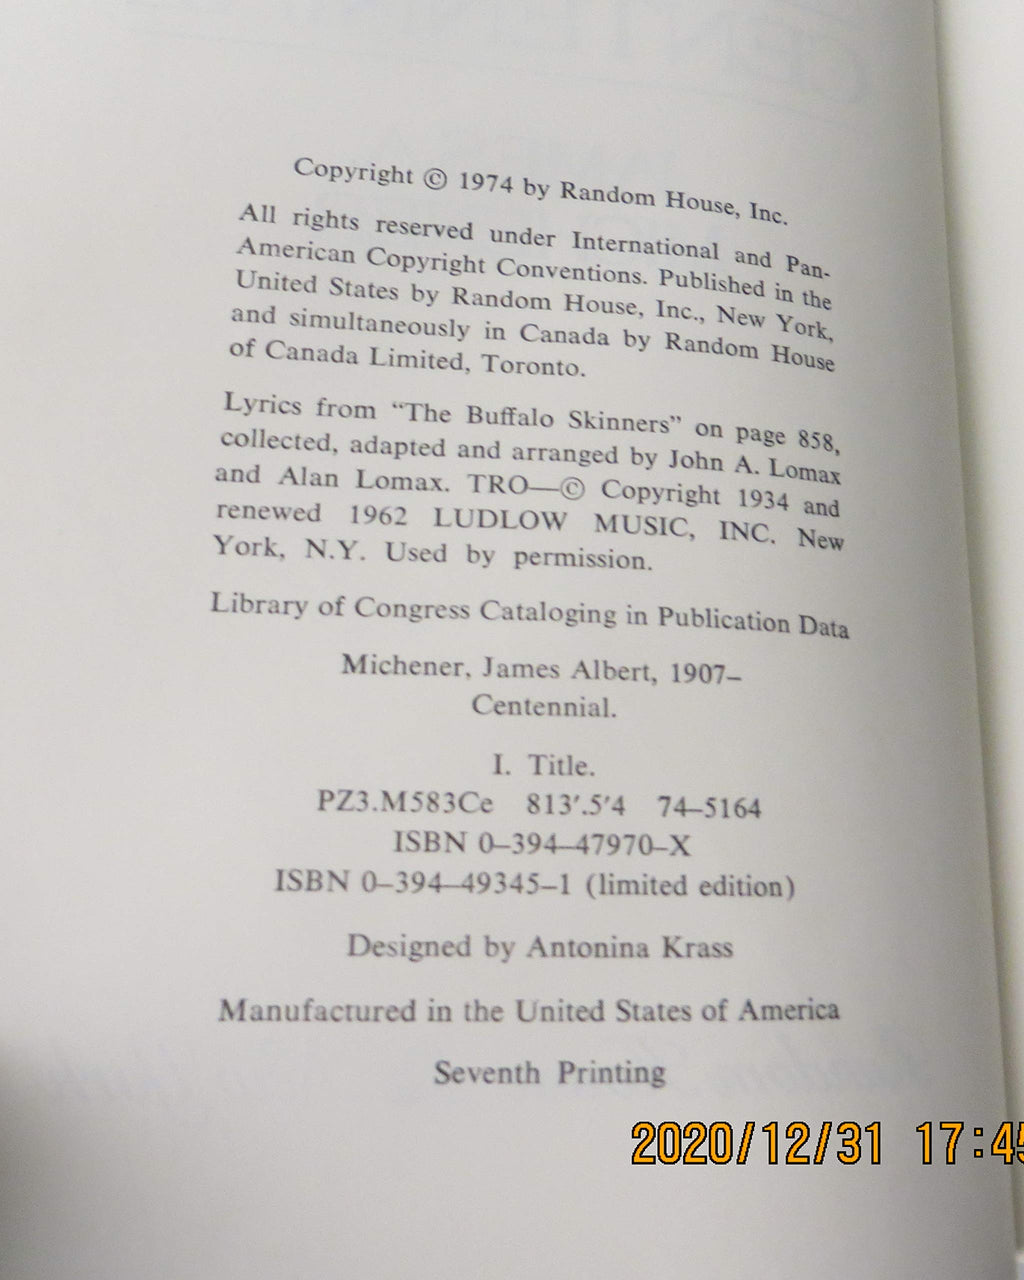 Copyright © 1974 by Random House, Inc.
All rights reserved under International and Pan-
American Copyright Conventions. Published in the
United States by Random House, Inc., New York,
and simultaneously in Canada by Random House
of Canada Limited, Toronto.
Lyrics from “The Buffalo Skinners” on page 858,
collected, adapted and arranged by John A. Lomax
and Alan Lomax. TRO—© Copyright 1934 and
renewed 1962 LUDLOW MUSIC, INC. New
York, N.Y. Used by permission.
Library of Congress Cataloging in Publication Data
Michener, James Albert, 1907–
Centennial.
I. Title.
PZ3.M583Ce 813′.5′4 74–5164
ISBN 0–394–47970–X
ISBN 0–394–49345–1 (limited edition)
Designed by Antonina Krass
Manufactured in the United States of America
Seventh Printing
2020/12/31 17:45